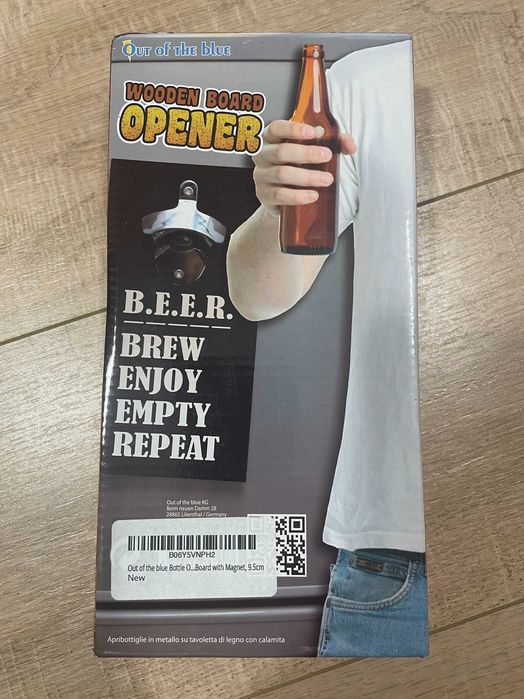 OUT OF THE BLUE
WOODEN BOARD
OPENER
B.E.E.R.
BREW
ENJOY
EMPTY
REPEAT
Out of the blue KG
Beim neuen Damm 28
28865 Lilienthal / Germany
B06Y5VNPH2
Out of the blue Bottle O...Board with Magnet, 9.5cm
New
Apribottiglie in metallo su tavoletta di legno con calamita